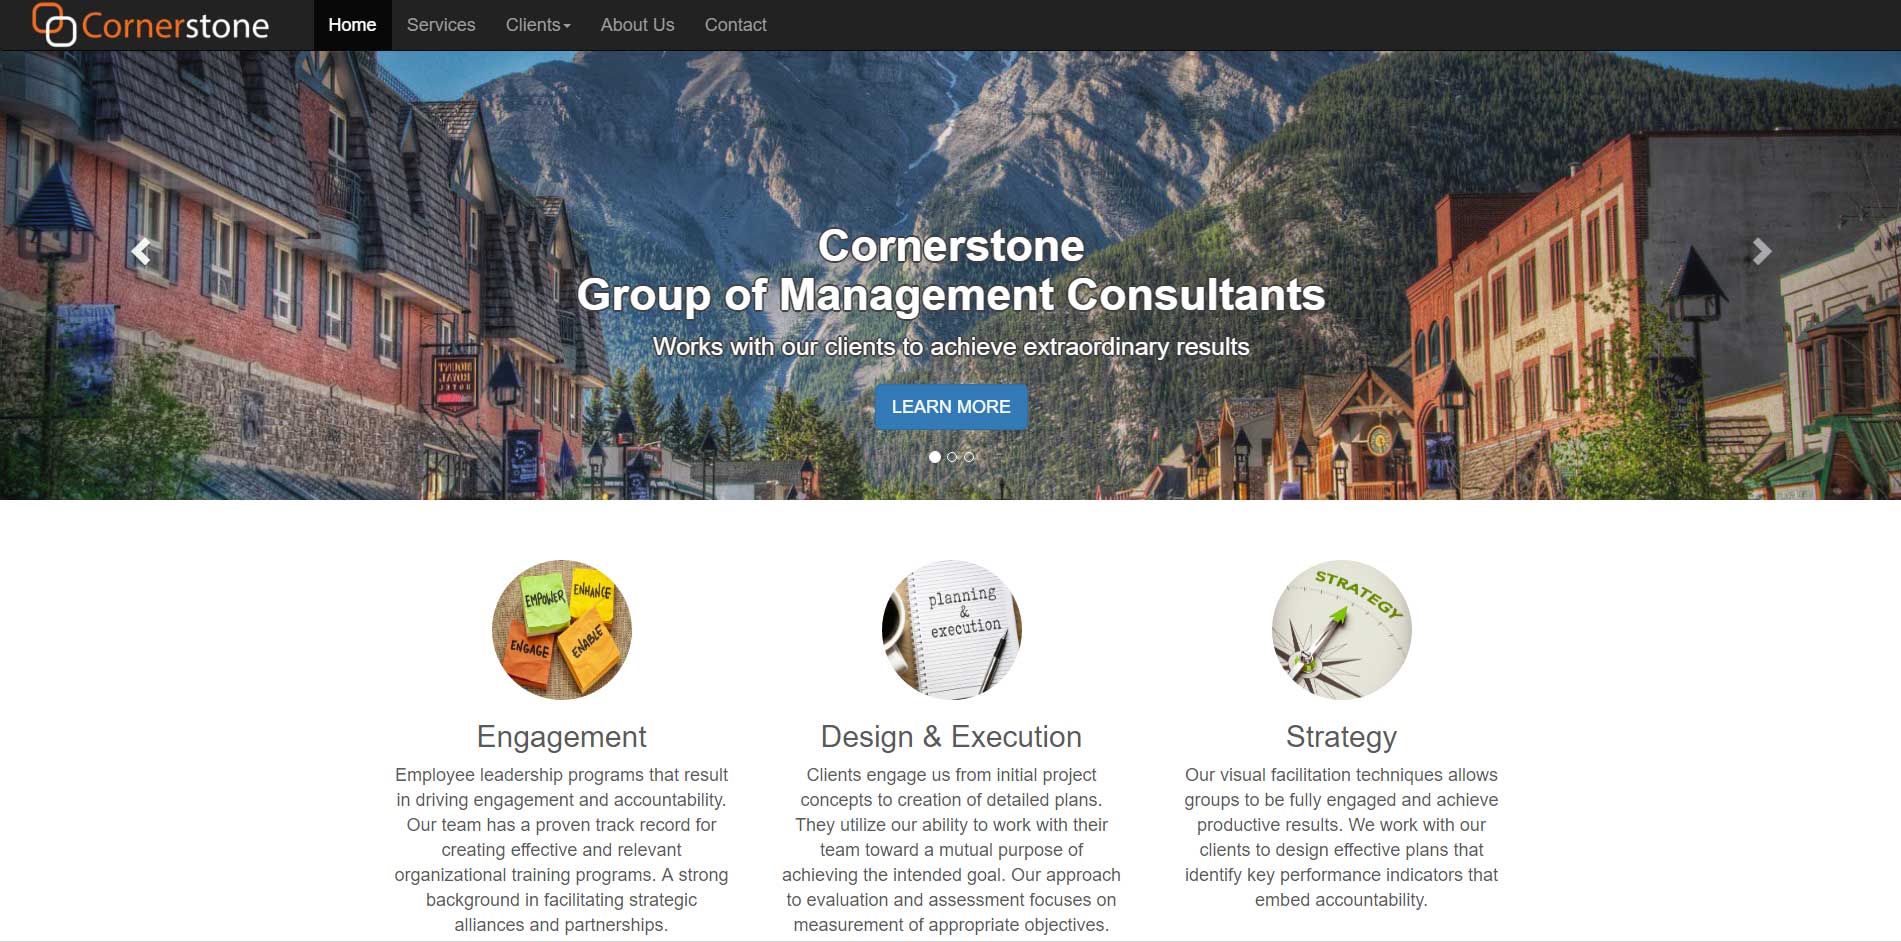 Cornerstone
Home Services Clients About Us Contact
Cornerstone
Group of Management Consultants
Works with our clients to achieve extraordinary results
LEARN MORE
EMPOWER
ENHANCE
ENGAGE
ENABLE
planning
&
execution
STRATEGY
Engagement
Employee leadership programs that result
in driving engagement and accountability.
Our team has a proven track record for
creating effective and relevant
organizational training programs. A strong
background in facilitating strategic
alliances and partnerships.
Design & Execution
Clients engage us from initial project
concepts to creation of detailed plans.
They utilize our ability to work with their
team toward a mutual purpose of
achieving the intended goal. Our approach
to evaluation and assessment focuses on
measurement of appropriate objectives.
Strategy
Our visual facilitation techniques allows
groups to be fully engaged and achieve
productive results. We work with our
clients to design effective plans that
identify key performance indicators that
embed accountability.
MOUNT
ROYAL
HOTEL